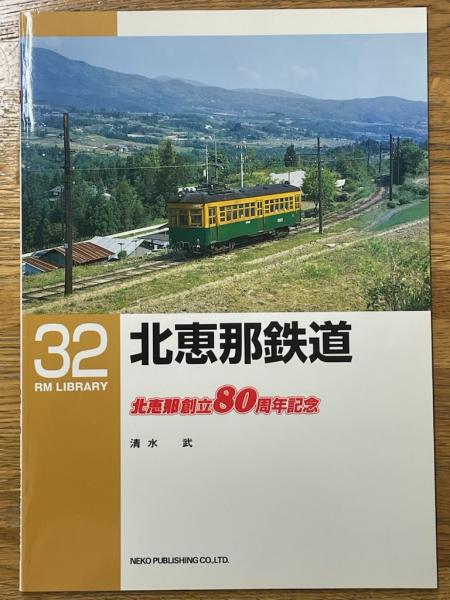 32
RM LIBRARY
北恵那鉄道
北恵那創立80周年記念
清水 武
NEKO PUBLISHING CO.,LTD.